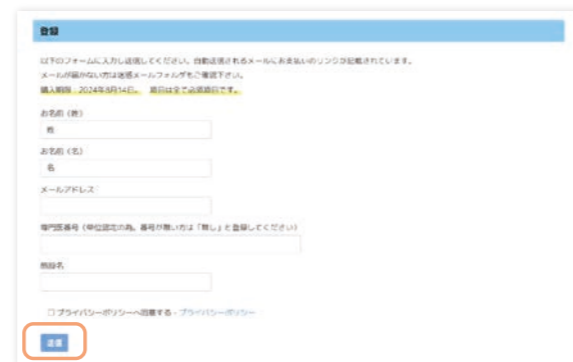 登録
以下のフォームに入力し送信してください。自動返信されるメールにお支払いのリンクが記載されています。
メールが届かない方は迷惑メールフォルダもご確認下さい。
購入期限：2024年8月14日。 項目は全て必須項目です。
お名前（姓）
姓
お名前（名）
名
メールアドレス
専門医番号（単位認定の為。番号が無い方は「無し」と登録してください）
施設名
プライバシーポリシーへ同意する - プライバシーポリシー
送信